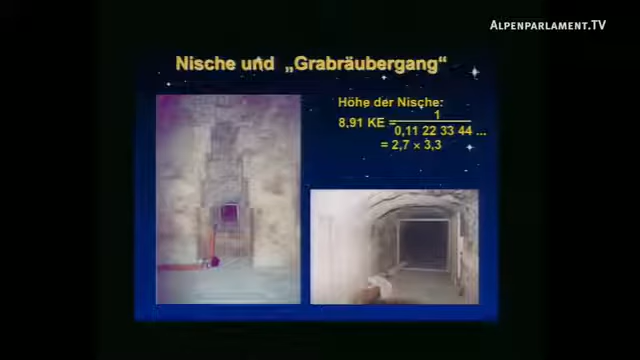 ALPENPARLAMENT.TV
Nische und „Grabräubergang“
Höhe der Nische:
8,91 KE = 1
0,11 22 33 44 ...
= 2,7 × 3,3